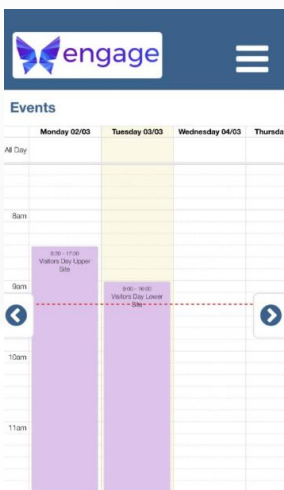 engage
Events
Monday 02/03 Tuesday 03/03 Wednesday 04/03 Thursda
All Day
8am
8:30 - 17:00
Visitors Day Upper
Site
9am
9:00 - 16:00
Visitors Day Lower
Site
10am
11am